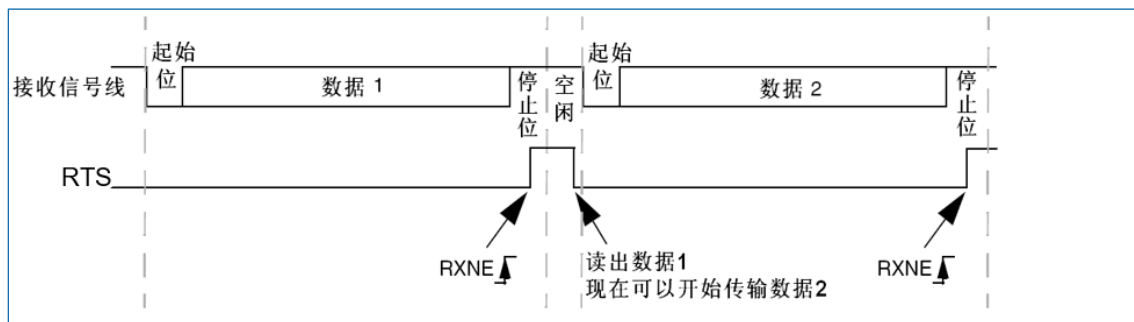 起始
位
数据 1
停止位
空闲
起始
位
数据 2
停止位
接收信号线
RTS
RXNE
读出数据1
现在可以开始传输数据2
RXNE